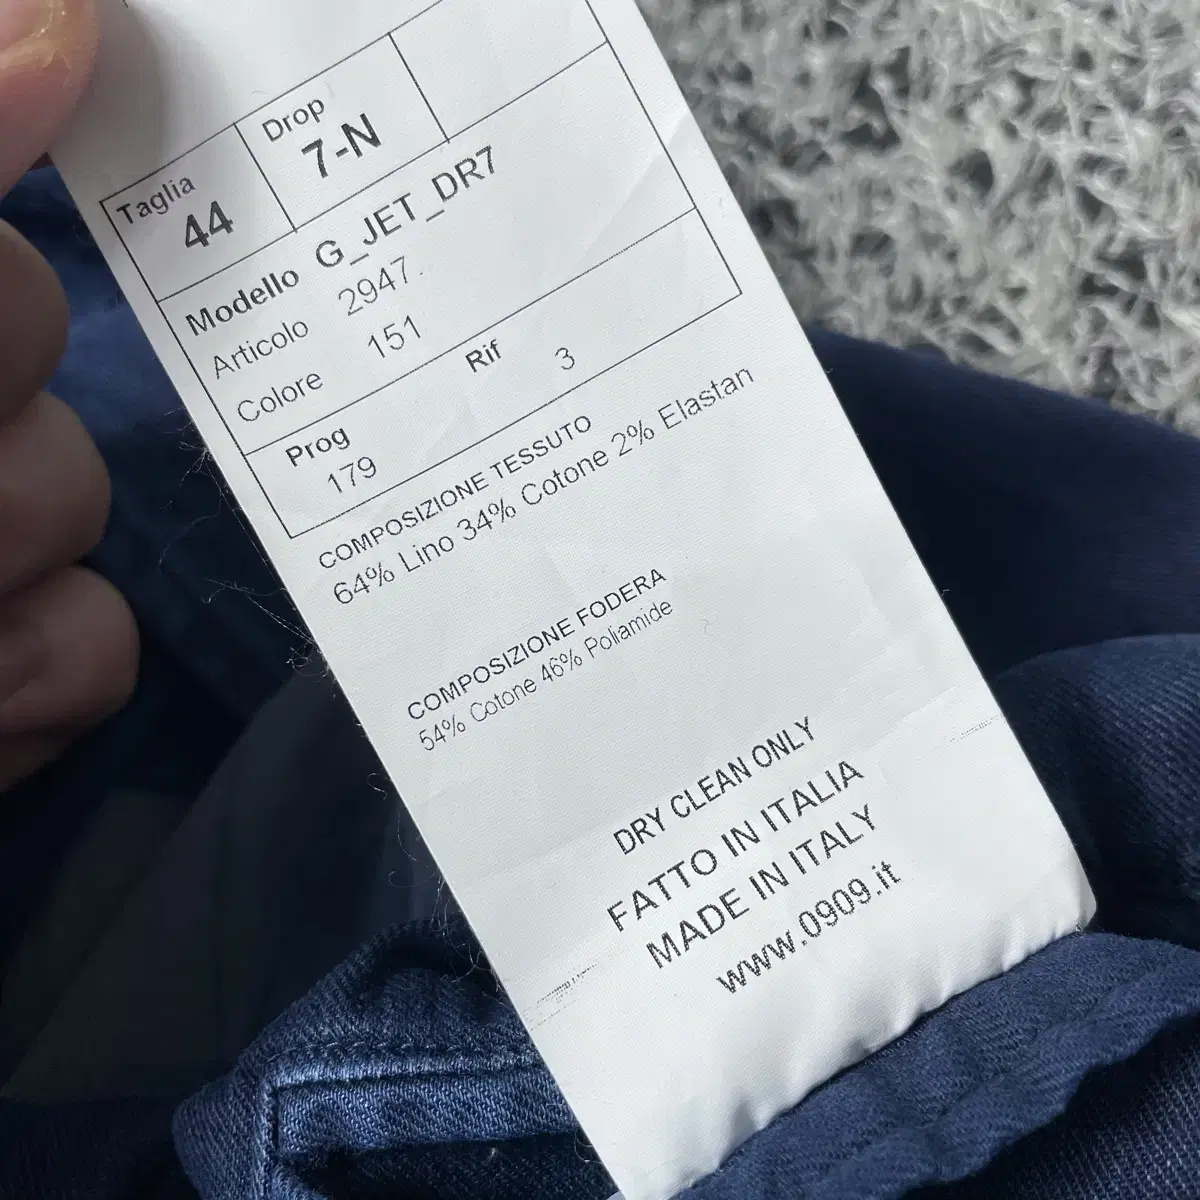 Taglia
44
Drop
7-N
Modello G_JET_DR7
Articolo 2947.
Colore 151
Prog
179
Rif
3
COMPOSIZIONE TESSUTO
64% Lino 34% Cotone 2% Elastan
COMPOSIZIONE FODERA
54% Cotone 46% Poliamide
DRY CLEAN ONLY
FATTO IN ITALIA
MADE IN ITALY
www.0909.it